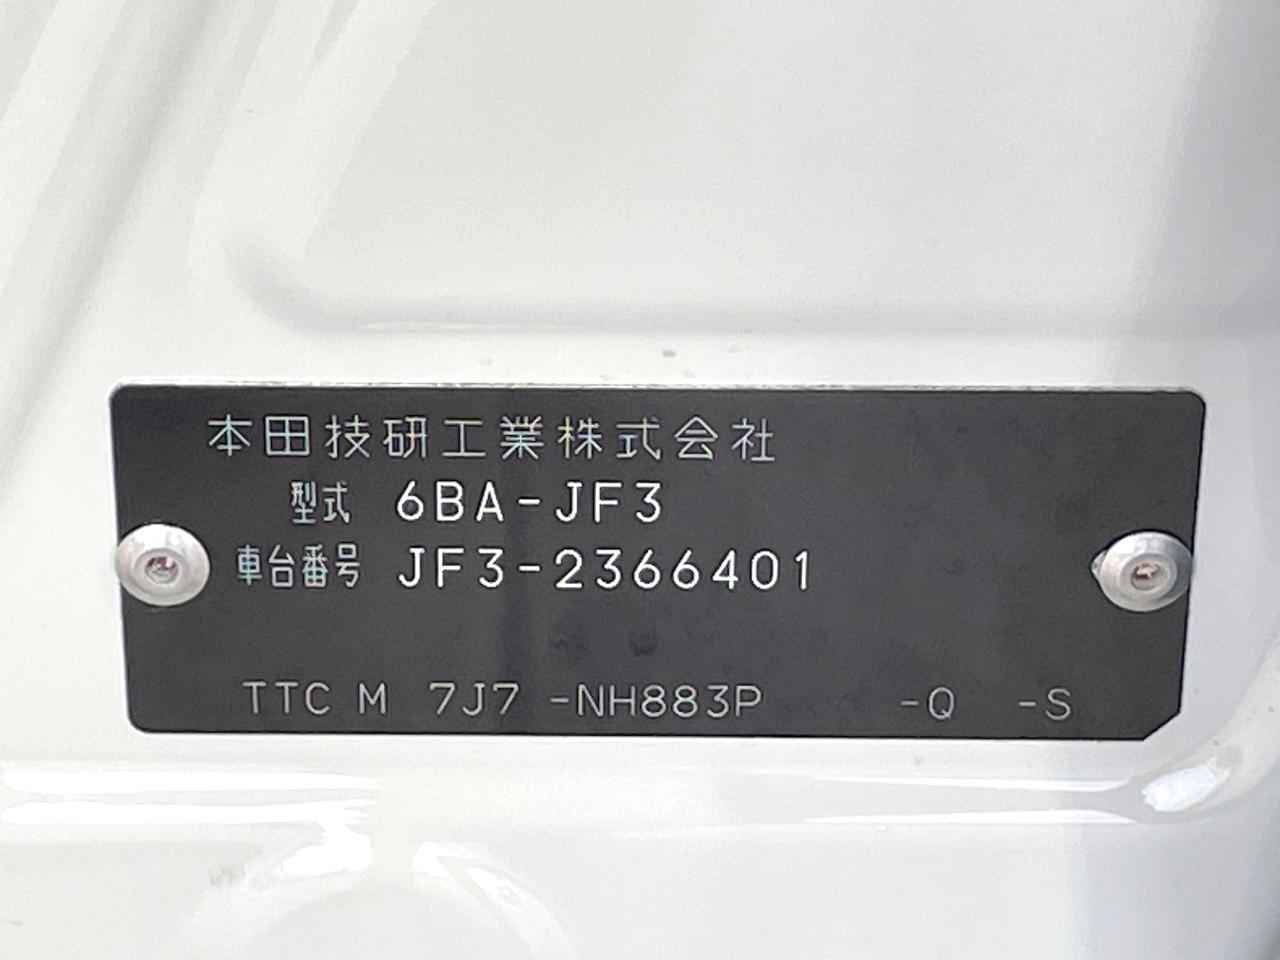 本田技研工業株式会社
型式 6BA-JF3
車台番号 JF3-2366401
TTC M 7J7 -NH883P -Q -S